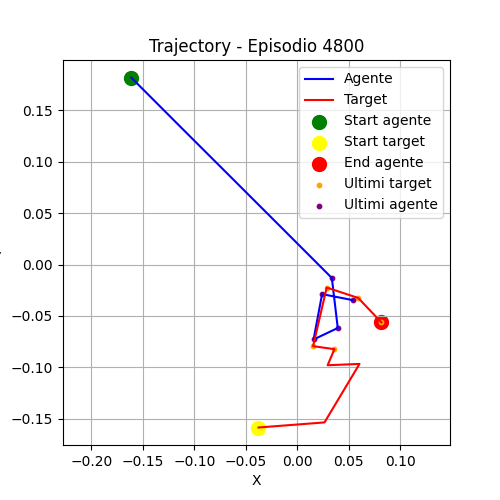 Trajectory - Episodio 4800
Agente
Target
Start agente
Start target
End agente
Ultimi target
Ultimi agente
0.15
0.10
0.05
0.00
−0.05
−0.10
−0.15
−0.20 −0.15 −0.10 −0.05 0.00 0.05 0.10
X